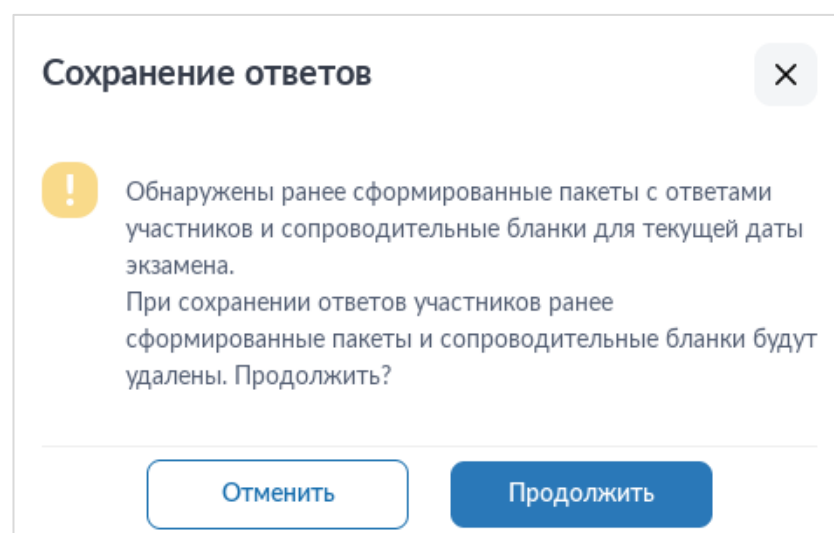 Сохранение ответов
Обнаружены ранее сформированные пакеты с ответами
участников и сопроводительные бланки для текущей даты
экзамена.
При сохранении ответов участников ранее
сформированные пакеты и сопроводительные бланки будут
удалены. Продолжить?
Отменить
Продолжить